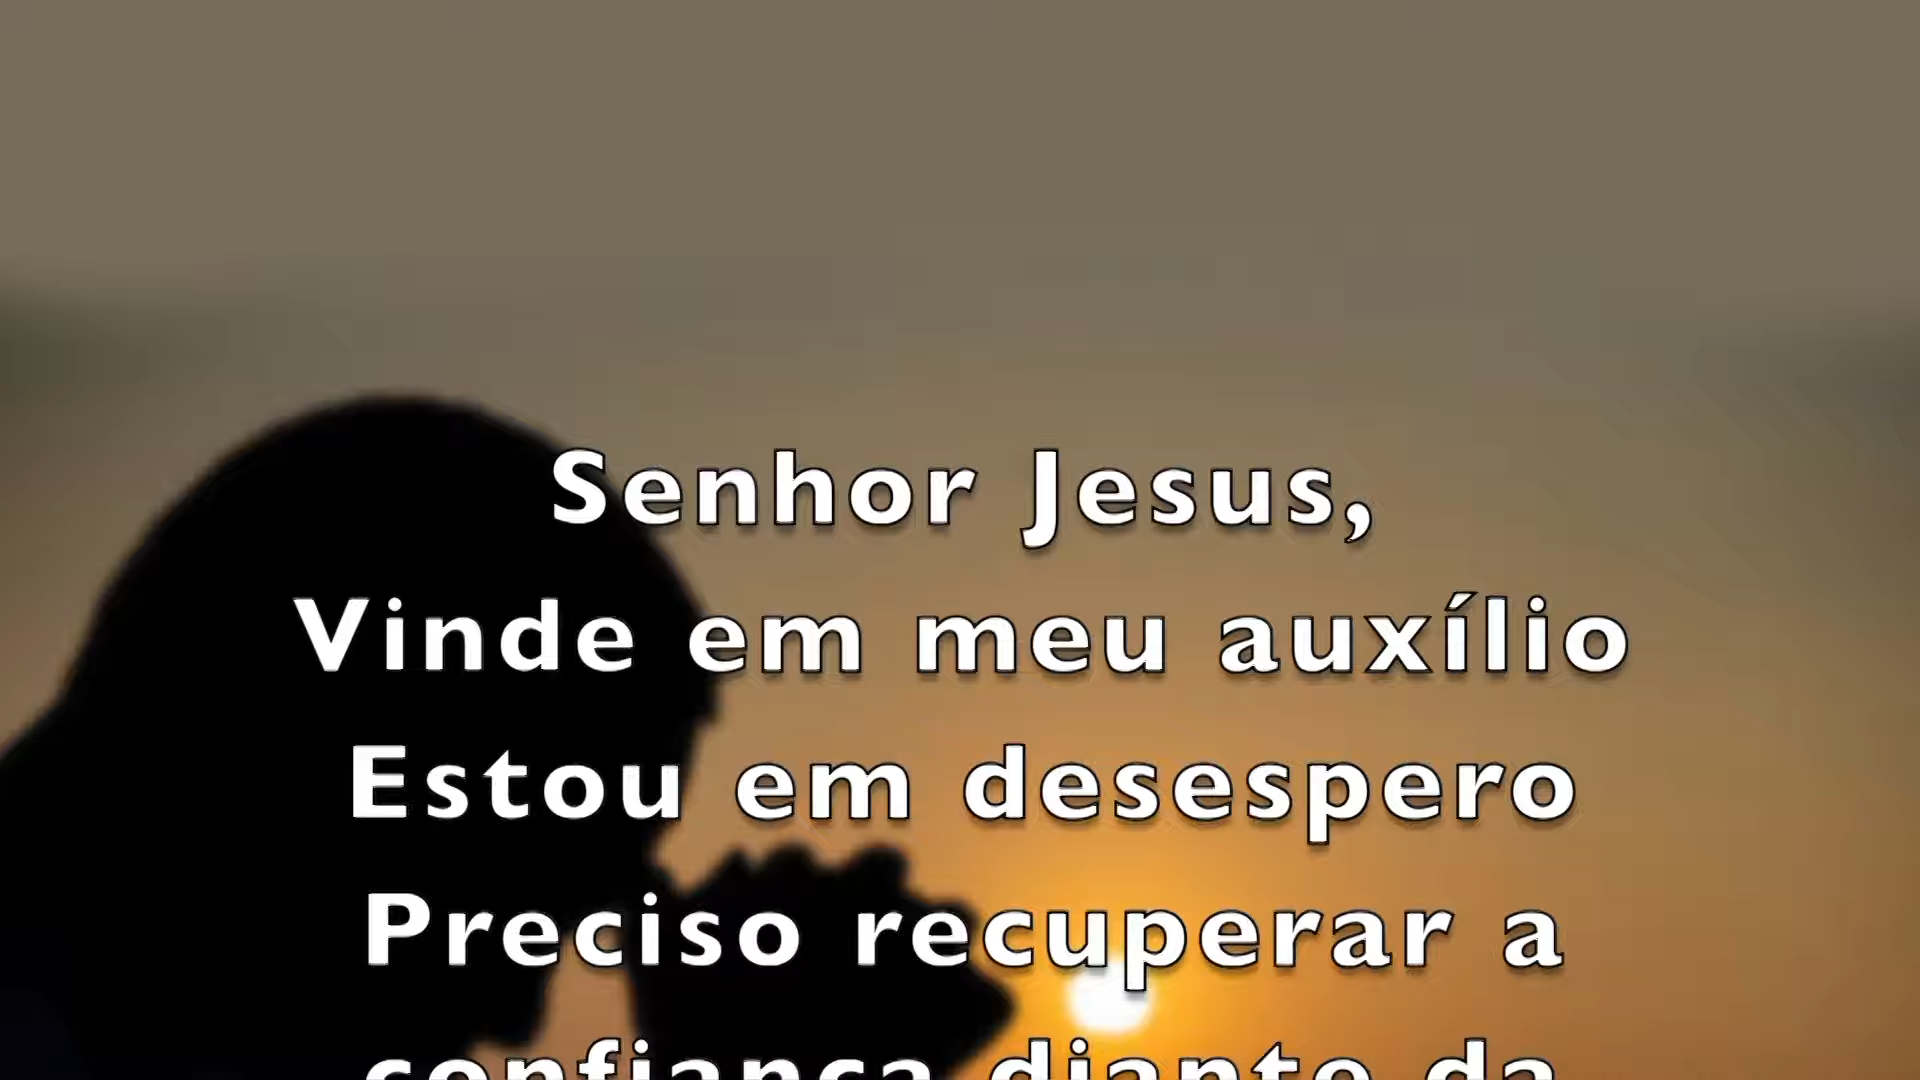 Senhor Jesus,
Vinde em meu auxílio
Estou em desespero
Preciso recuperar a
confiança diante da